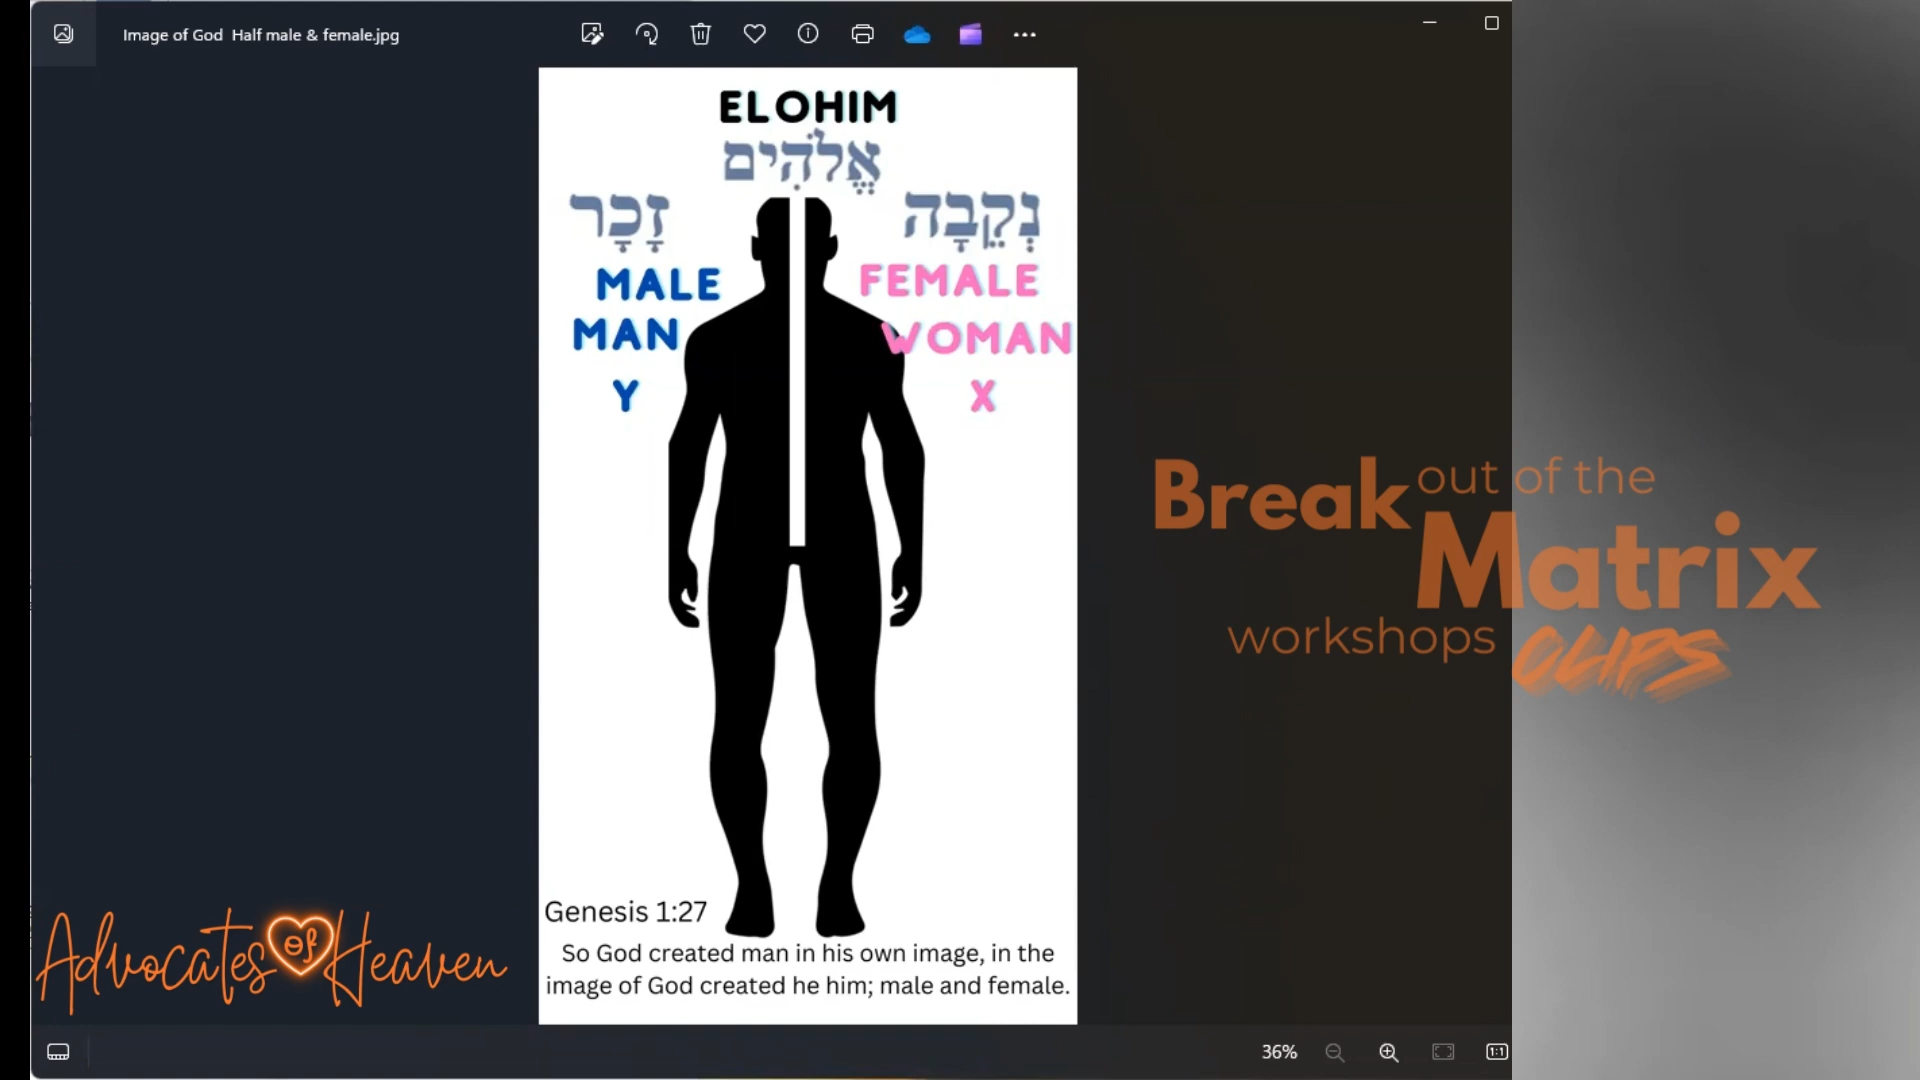 Image of God Half male & female.jpg
ELOHIM
אֱלֹהִים
זָכָר
נְקֵבָה
MALE
FEMALE
MAN
WOMAN
Y
X
Break out of the
Matrix
workshops CLIPS
Genesis 1:27
So God created man in his own image, in the
image of God created he him; male and female.
Advocates of Heaven
36%
1:1